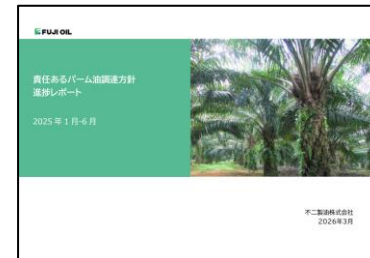 FUJI OIL
責任あるパーム油調達方針
進捗レポート
2025年1月-6月
不二製油株式会社
2026年3月